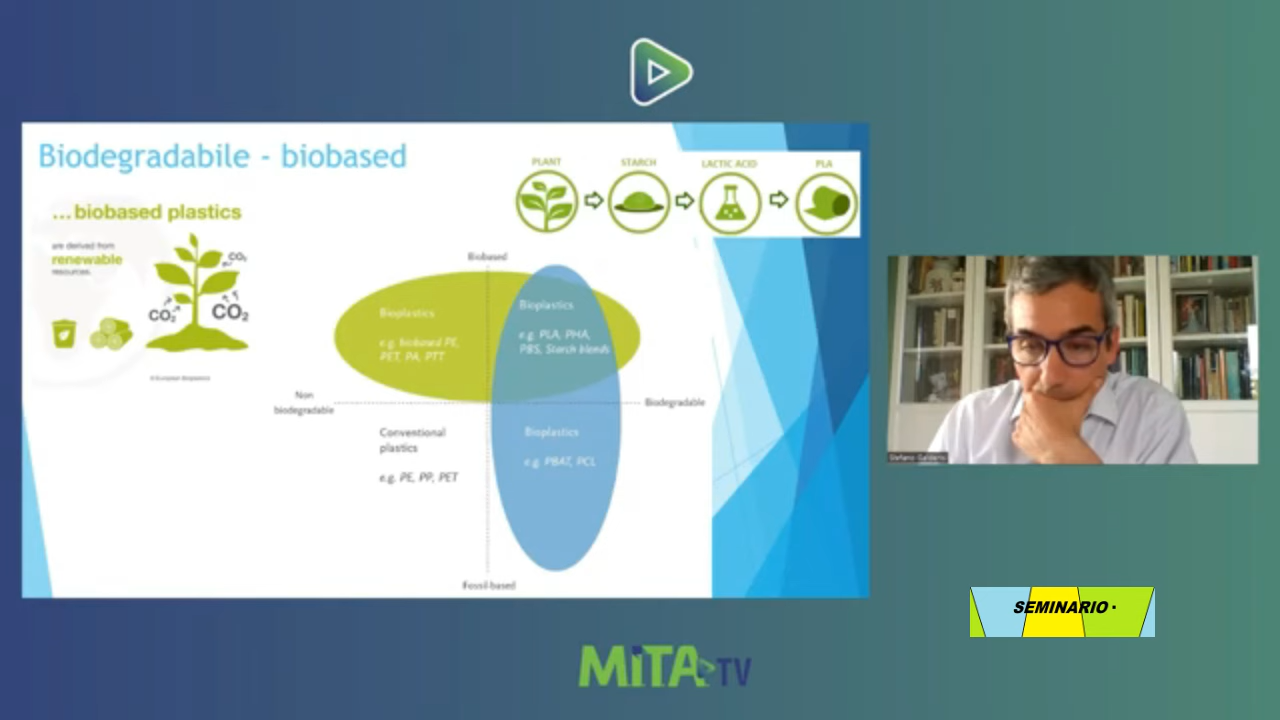 Biodegradabile - biobased
...biobased plastics
are derived from
renewable
resources.
CO₂
CO₂
CO₂
© European Bioplastics
PLANT
STARCH
LACTIC ACID
PLA
Biobased
Bioplastics
e.g. biobased PE,
PET, PA, PTT
Bioplastics
e.g. PLA, PHA,
PBS, Starch blends
Non
biodegradable
Biodegradable
Conventional
plastics
e.g. PE, PP, PET
Bioplastics
e.g. PBAT, PCL
Fossil-based
SEMINARIO ·
MITA TV